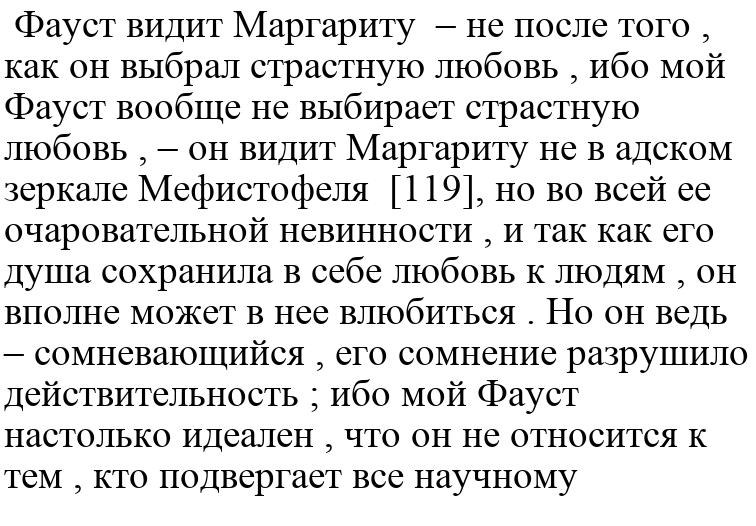 Фауст видит Маргариту – не после того ,
как он выбрал страстную любовь , ибо мой
Фауст вообще не выбирает страстную
любовь , – он видит Маргариту не в адском
зеркале Мефистофеля [119], но во всей ее
очаровательной невинности , и так как его
душа сохранила в себе любовь к людям , он
вполне может в нее влюбиться . Но он ведь
– сомневающийся , его сомнение разрушило
действительность ; ибо мой Фауст
настолько идеален , что он не относится к
тем , кто подвергает все научному